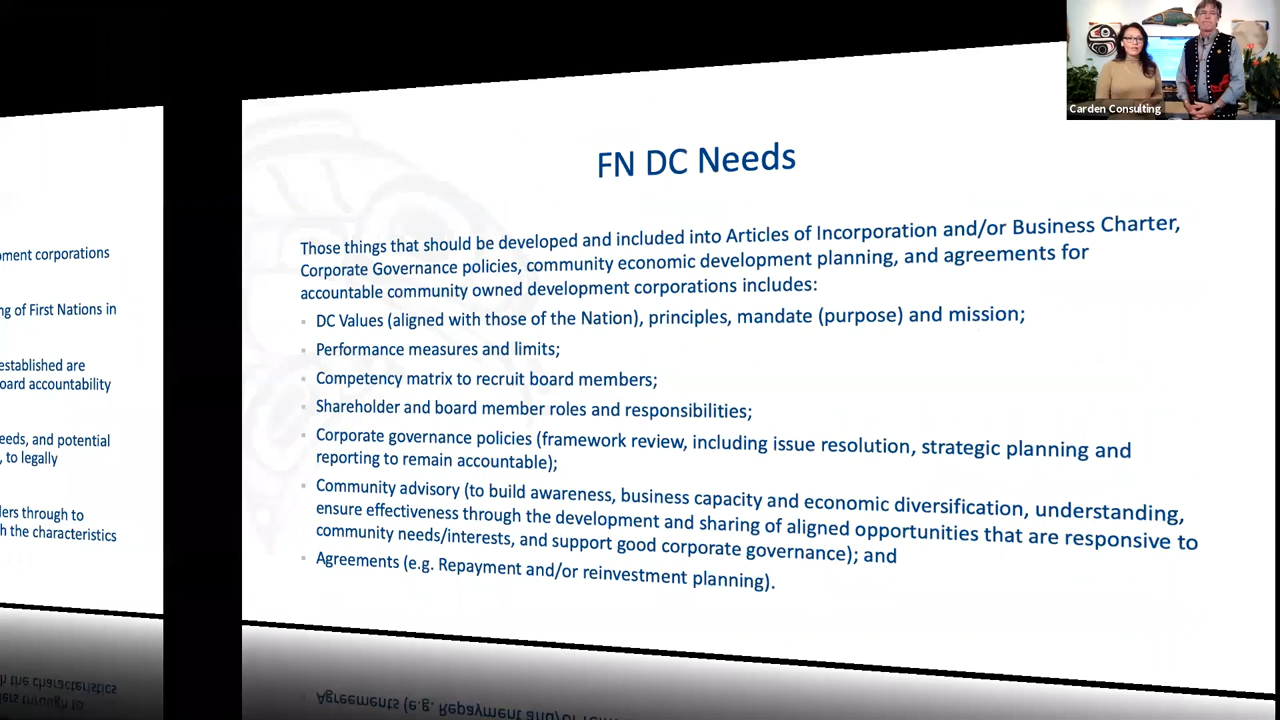 Carden Consulting
FN DC Needs
Those things that should be developed and included into Articles of Incorporation and/or Business Charter,
Corporate Governance policies, community economic development planning, and agreements for
accountable community owned development corporations includes:
DC Values (aligned with those of the Nation), principles, mandate (purpose) and mission;
Performance measures and limits;
Competency matrix to recruit board members;
Shareholder and board member roles and responsibilities;
Corporate governance policies (framework review, including issue resolution, strategic planning and
reporting to remain accountable);
Community advisory (to build awareness, business capacity and economic diversification, understanding,
ensure effectiveness through the development and sharing of aligned opportunities that are responsive to
community needs/interests, and support good corporate governance); and
Agreements (e.g. Repayment and/or reinvestment planning).
corporations
of First Nations in
established are
accountability
and potential
, to legally
through to
the characteristics